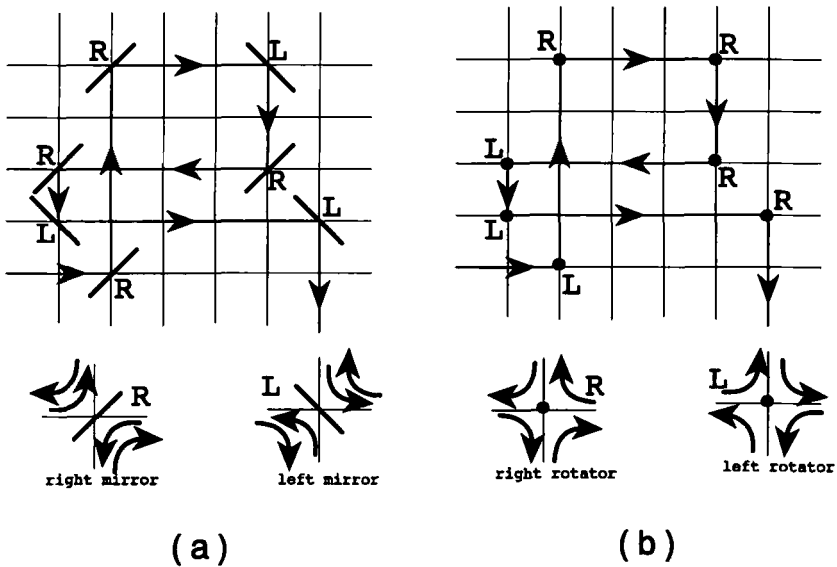 R L
R R
L L
R
R R
L R
L R
L
R L
right mirror left mirror
R L
right rotator left rotator
(a) (b)